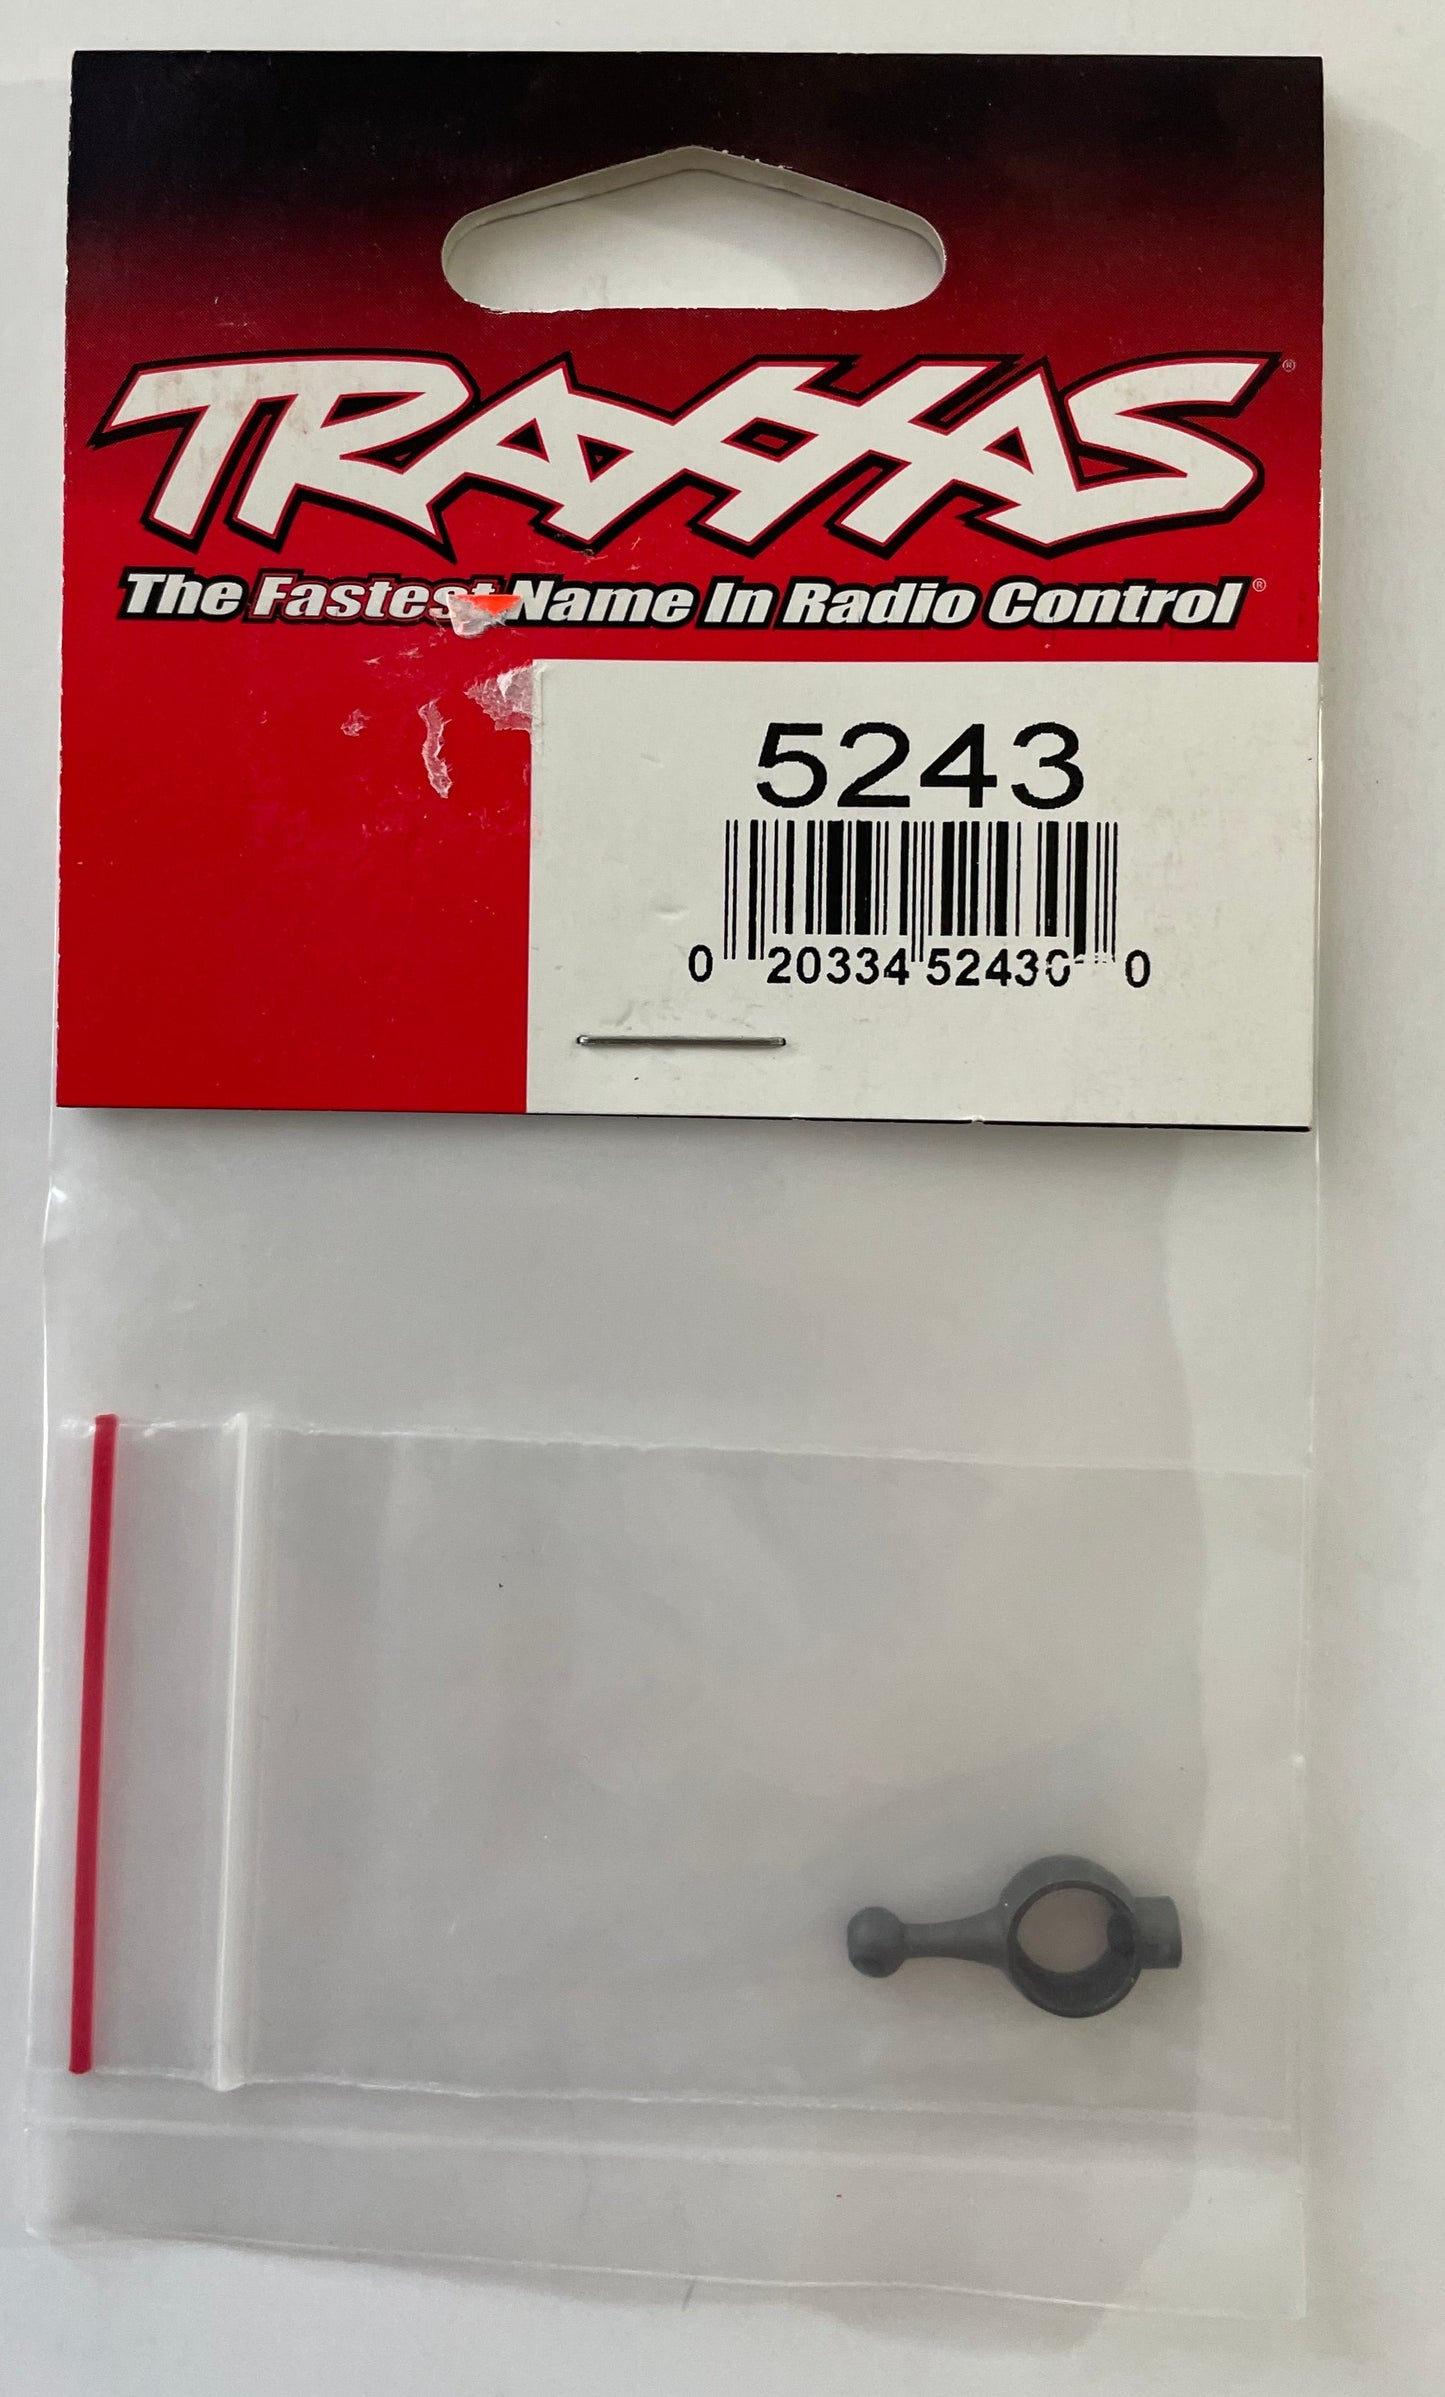 TRAXXAS®
The Fastest Name In Radio Control®
5243
0 20334 52430 0